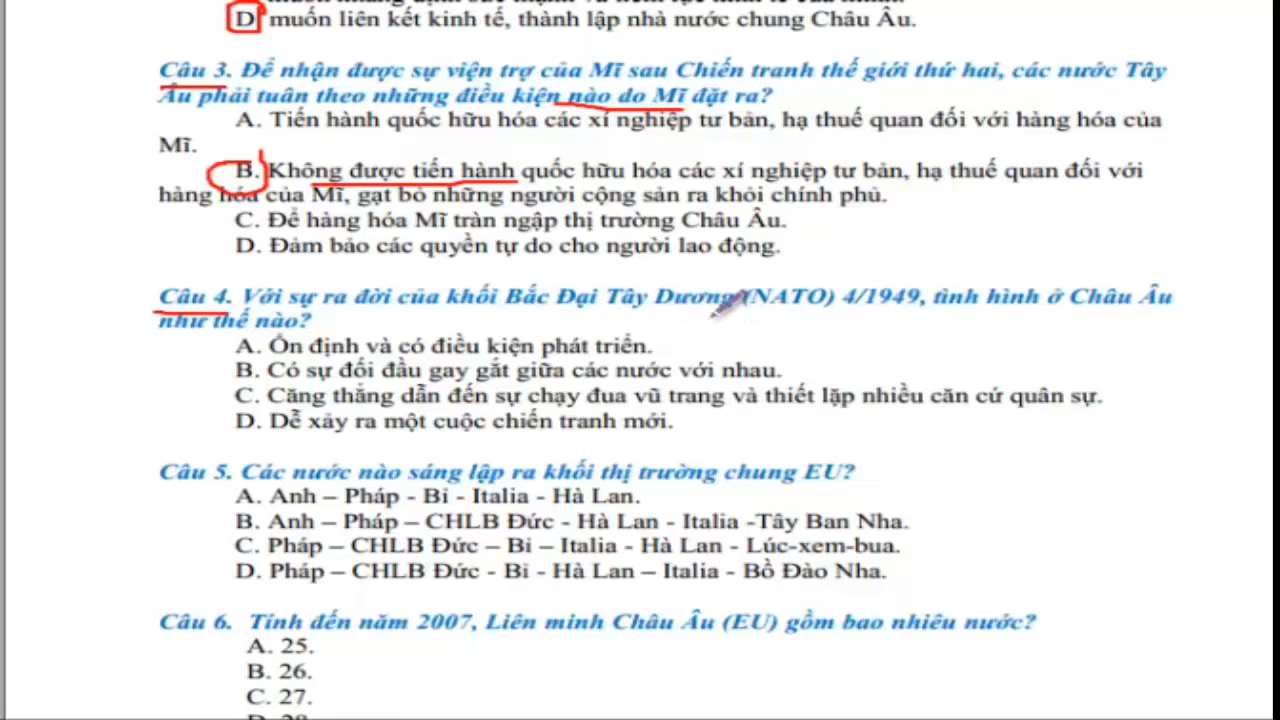 D. muốn liên kết kinh tế, thành lập nhà nước chung Châu Âu.
Câu 3. Để nhận được sự viện trợ của Mĩ sau Chiến tranh thế giới thứ hai, các nước Tây
Âu phải tuân theo những điều kiện nào do Mĩ đặt ra?
A. Tiến hành quốc hữu hóa các xí nghiệp tư bản, hạ thuế quan đối với hàng hóa của
Mĩ.
B. Không được tiến hành quốc hữu hóa các xí nghiệp tư bản, hạ thuế quan đối với
hàng hóa của Mĩ, gạt bỏ những người cộng sản ra khỏi chính phủ.
C. Để hàng hóa Mĩ tràn ngập thị trường Châu Âu.
D. Đảm bảo các quyền tự do cho người lao động.
Câu 4. Với sự ra đời của khối Bắc Đại Tây Dương (NATO) 4/1949, tình hình ở Châu Âu
như thế nào?
A. Ổn định và có điều kiện phát triển.
B. Có sự đối đầu gay gắt giữa các nước với nhau.
C. Căng thẳng dẫn đến sự chạy đua vũ trang và thiết lặp nhiều căn cứ quân sự.
D. Dễ xảy ra một cuộc chiến tranh mới.
Câu 5. Các nước nào sáng lập ra khối thị trường chung EU?
A. Anh – Pháp - Bỉ - Italia - Hà Lan.
B. Anh – Pháp – CHLB Đức - Hà Lan - Italia -Tây Ban Nha.
C. Pháp – CHLB Đức – Bỉ – Italia - Hà Lan - Lúc-xem-bua.
D. Pháp – CHLB Đức - Bỉ - Hà Lan – Italia - Bồ Đào Nha.
Câu 6. Tính đến năm 2007, Liên minh Châu Âu (EU) gồm bao nhiêu nước?
A. 25.
B. 26.
C. 27.
D. 28.